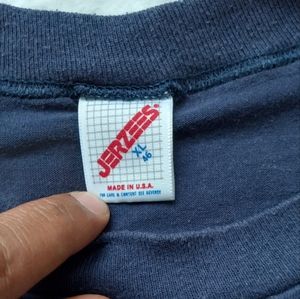 JERZEES
XL
46
MADE IN U.S.A.
FOR CARE & CONTENT SEE REVERSE